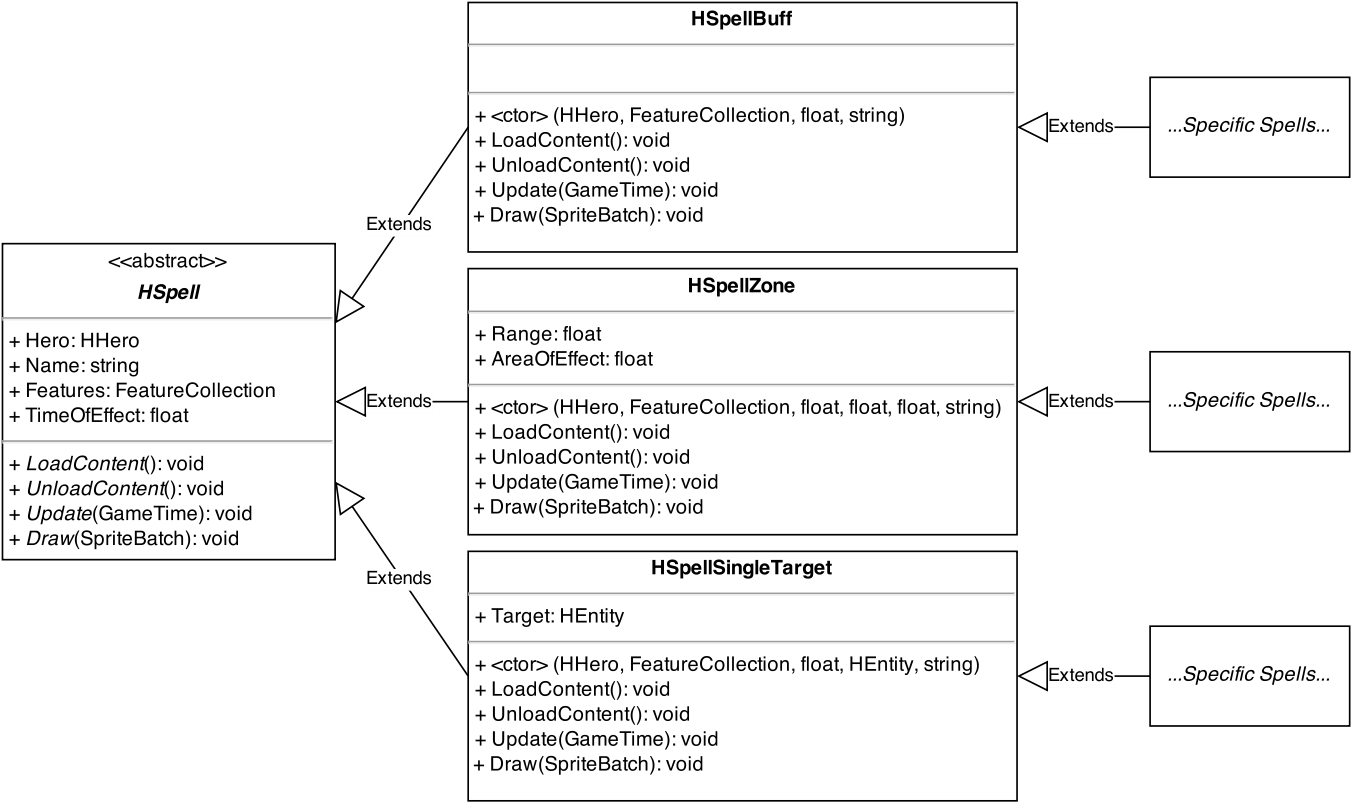 <<abstract>>
HSpell
+ Hero: HHero
+ Name: string
+ Features: FeatureCollection
+ TimeOfEffect: float
+ LoadContent(): void
+ UnloadContent(): void
+ Update(GameTime): void
+ Draw(SpriteBatch): void
Extends
Extends
Extends
HSpellBuff
+ <ctor> (HHero, FeatureCollection, float, string)
+ LoadContent(): void
+ UnloadContent(): void
+ Update(GameTime): void
+ Draw(SpriteBatch): void
Extends
...Specific Spells...
HSpellZone
+ Range: float
+ AreaOfEffect: float
+ <ctor> (HHero, FeatureCollection, float, float, float, string)
+ LoadContent(): void
+ UnloadContent(): void
+ Update(GameTime): void
+ Draw(SpriteBatch): void
Extends
...Specific Spells...
HSpellSingleTarget
+ Target: HEntity
+ <ctor> (HHero, FeatureCollection, float, HEntity, string)
+ LoadContent(): void
+ UnloadContent(): void
+ Update(GameTime): void
+ Draw(SpriteBatch): void
Extends
...Specific Spells...